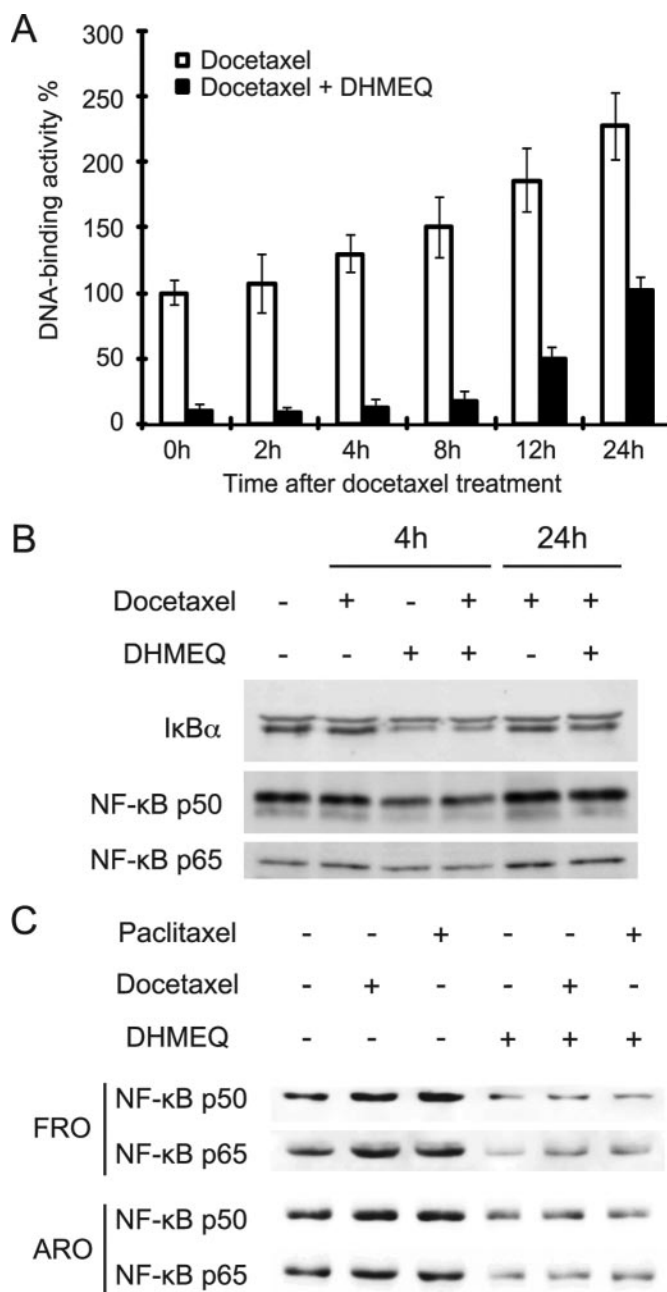 A
300
250
200
150
100
50
0
DNA-binding activity %
Docetaxel
Docetaxel + DHMEQ
0h 2h 4h 8h 12h 24h
Time after docetaxel treatment
B
4h 24h
Docetaxel - + - + + +
DHMEQ - - + + - +
IκBα
NF-κB p50
NF-κB p65
C
Paclitaxel - - + - - +
Docetaxel - + - - + -
DHMEQ - - - + + +
FRO
NF-κB p50
NF-κB p65
ARO
NF-κB p50
NF-κB p65